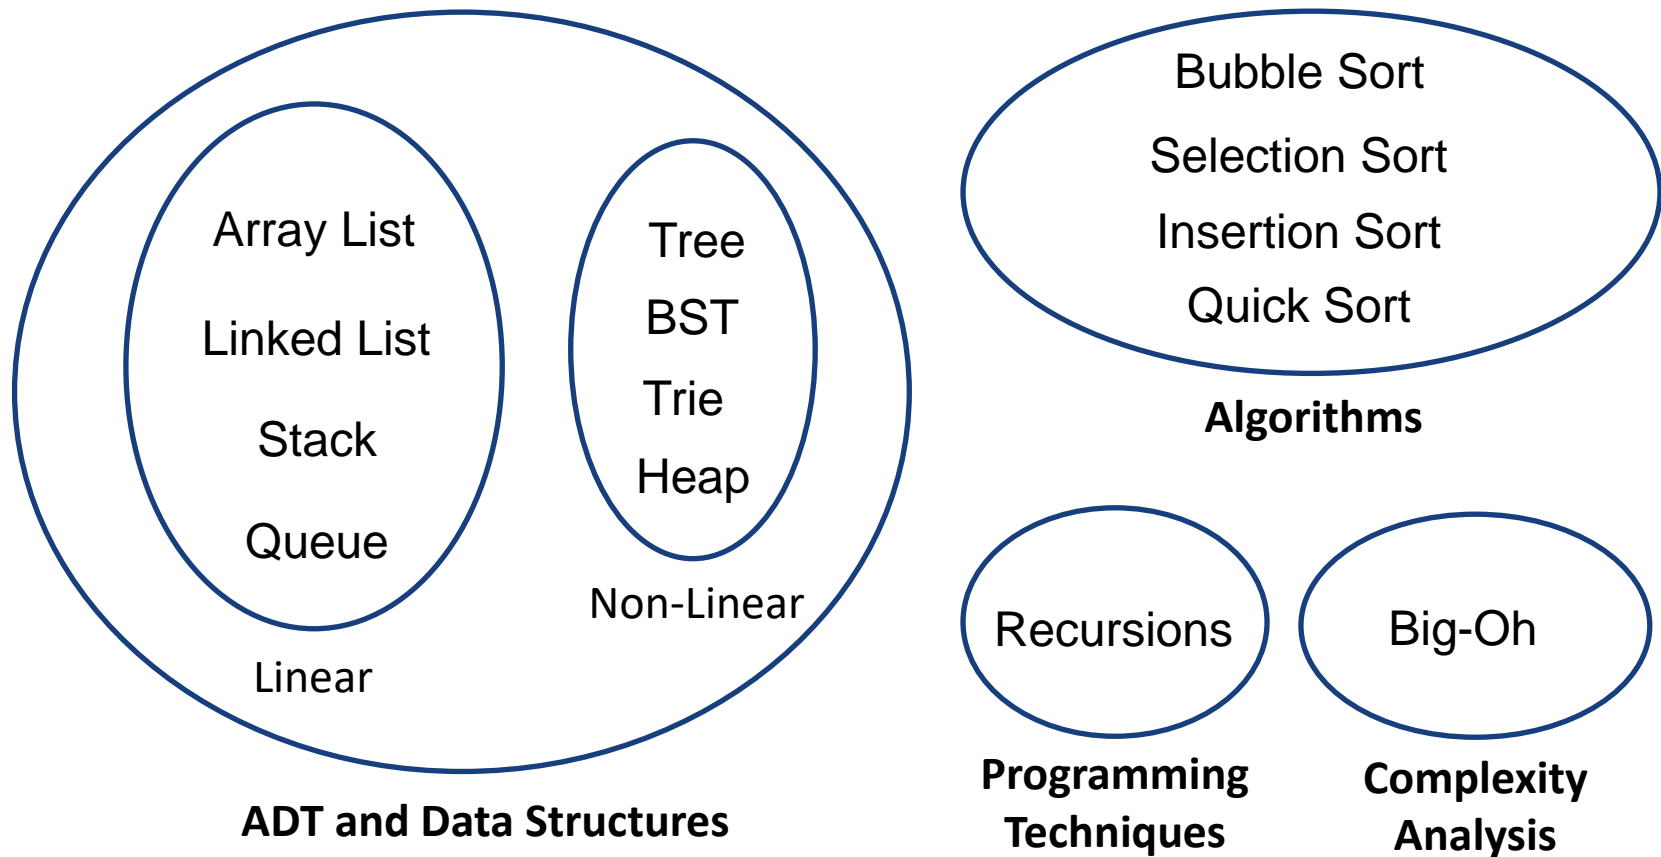 Array List
Linked List
Stack
Queue
Linear
Tree
BST
Trie
Heap
Non-Linear
ADT and Data Structures
Bubble Sort
Selection Sort
Insertion Sort
Quick Sort
Algorithms
Recursions
Programming
Techniques
Big-Oh
Complexity
Analysis